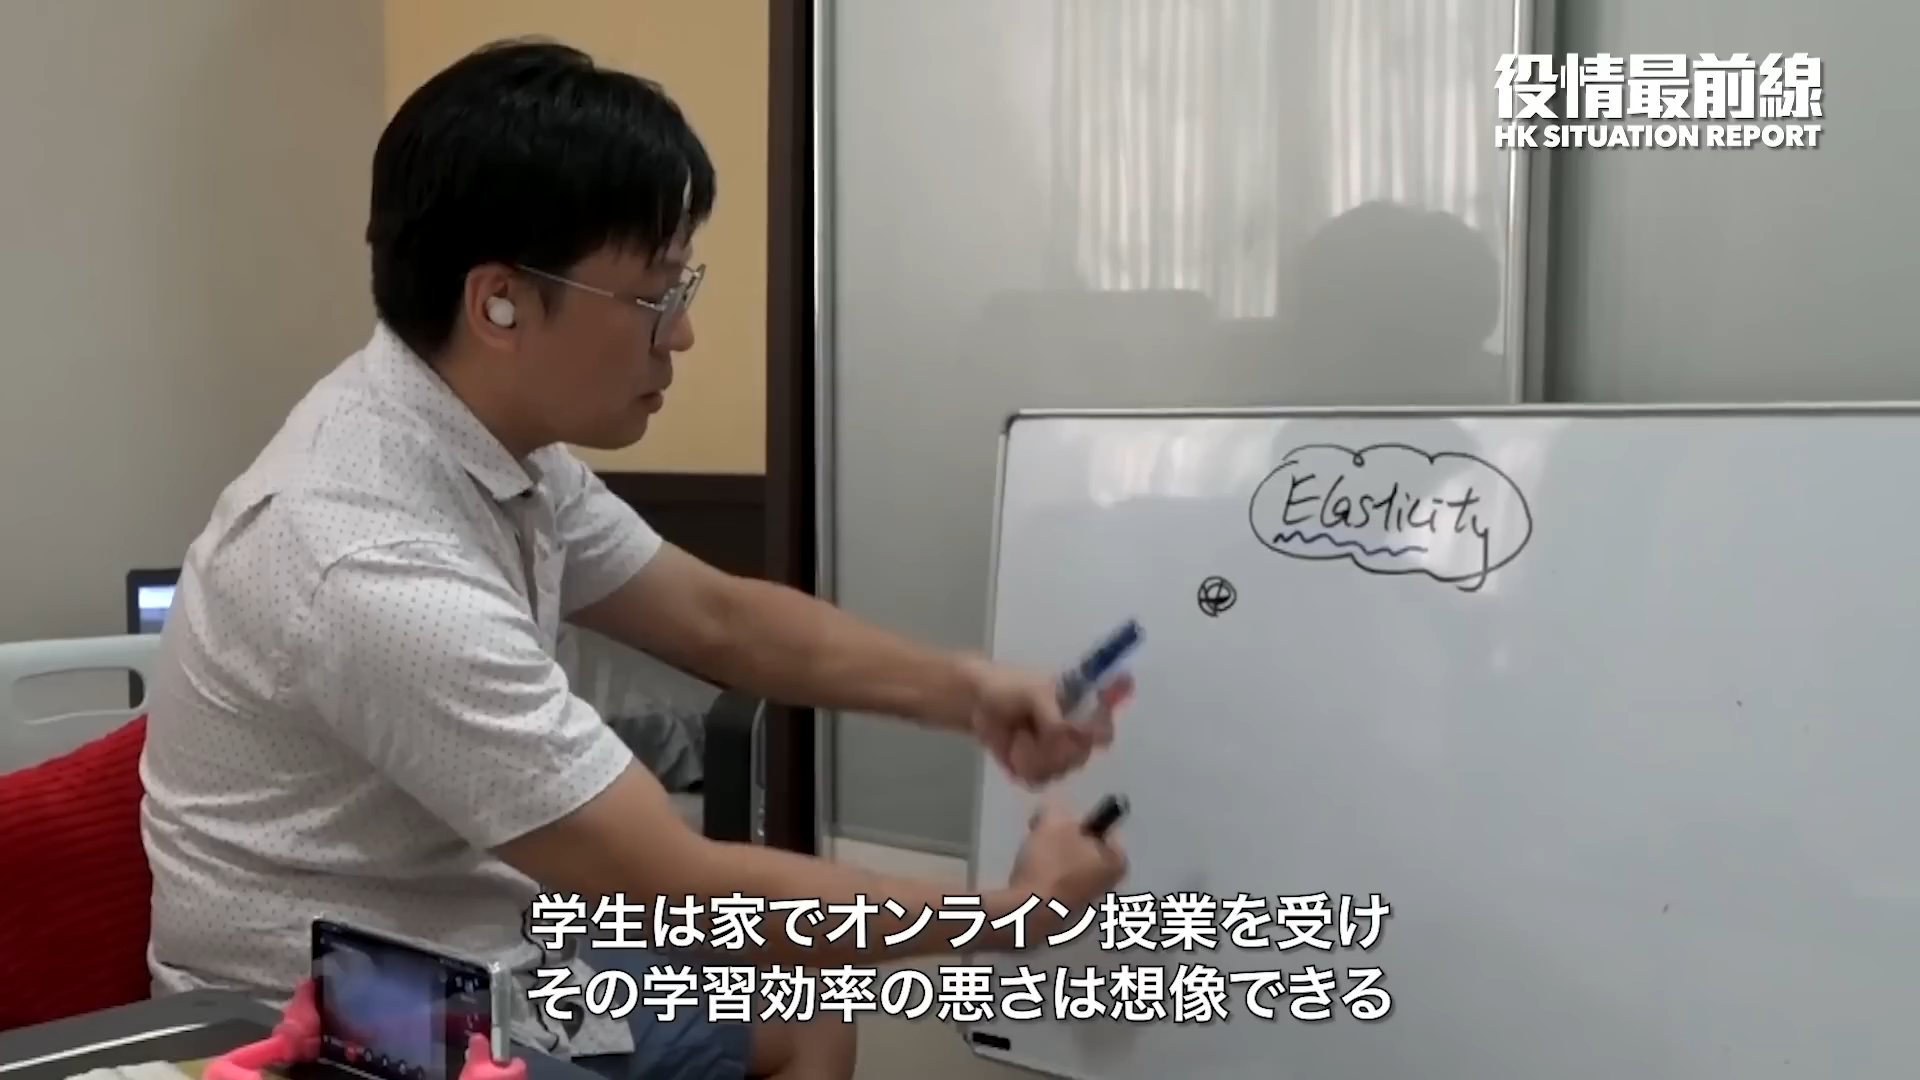 役情最前線
HK SITUATION REPORT
Elasticity
学生は家でオンライン授業を受け
その学習効率の悪さは想像できる